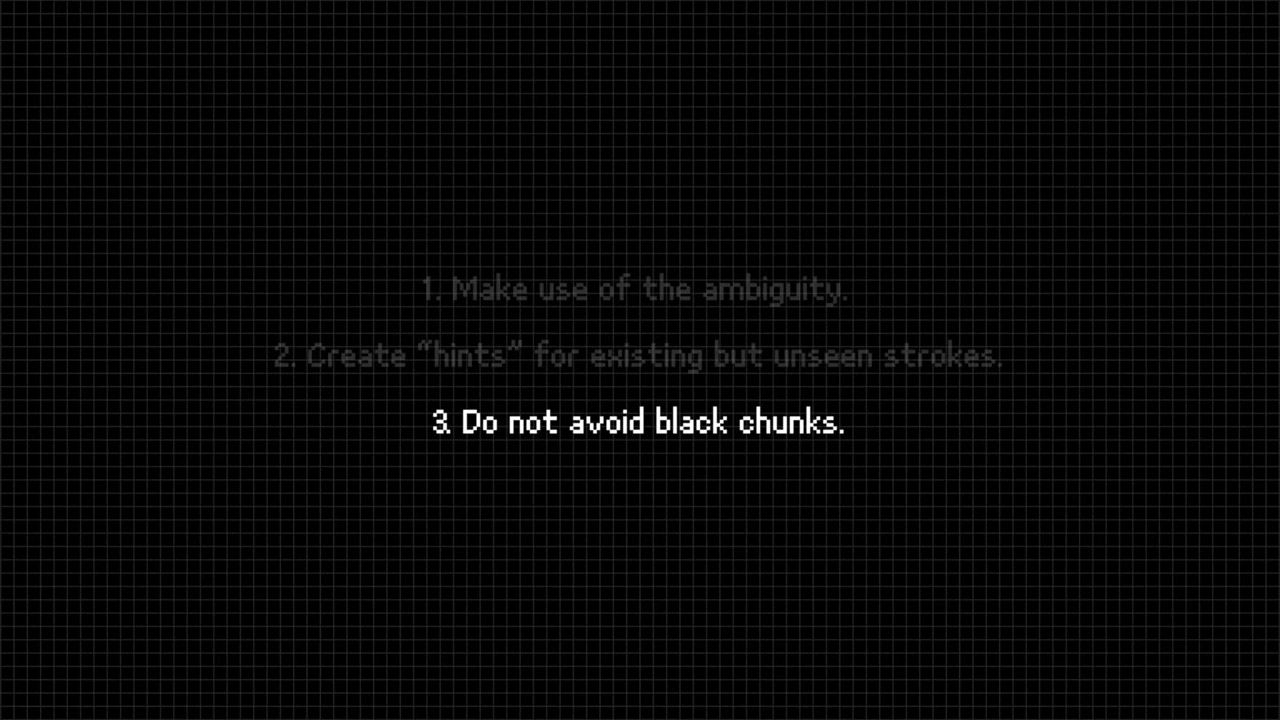 1. Make use of the ambiguity.
2. Create “hints” for existing but unseen strokes.
3. Do not avoid black chunks.